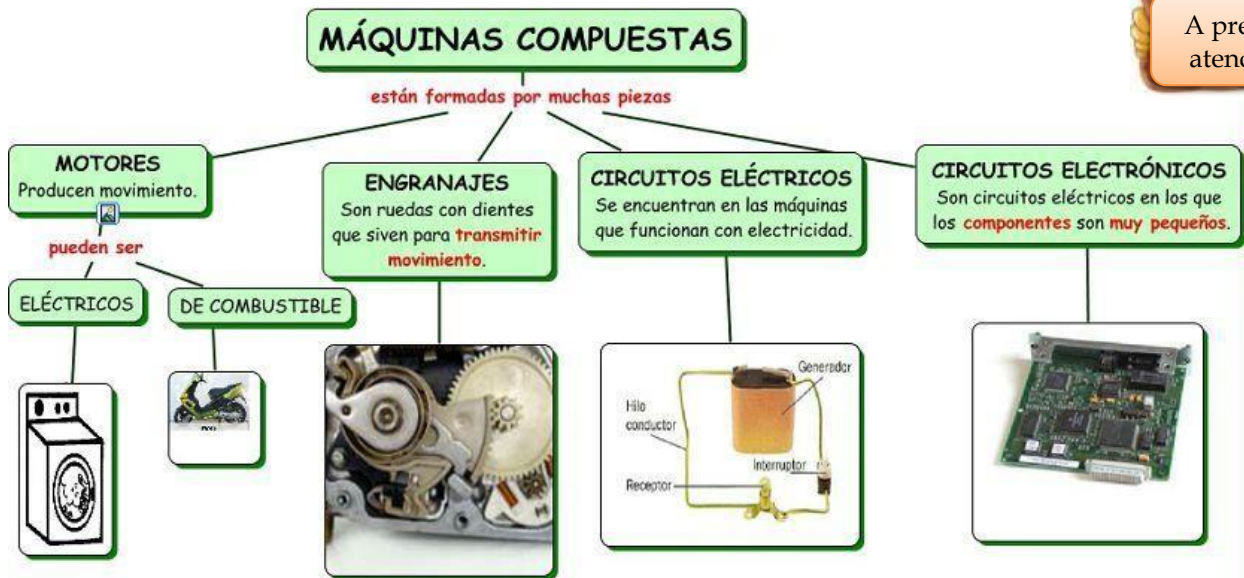 MÁQUINAS COMPUESTAS
A pre
atenc
están formadas por muchas piezas
MOTORES
Producen movimiento.
pueden ser
ELÉCTRICOS
DE COMBUSTIBLE
ENGRANAJES
Son ruedas con dientes
que siven para transmitir
movimiento.
CIRCUITOS ELÉCTRICOS
Se encuentran en las máquinas
que funcionan con electricidad.
Generador
Hilo
conductor
Interruptor
Receptor
CIRCUITOS ELECTRÓNICOS
Son circuitos eléctricos en los que
los componentes son muy pequeños.